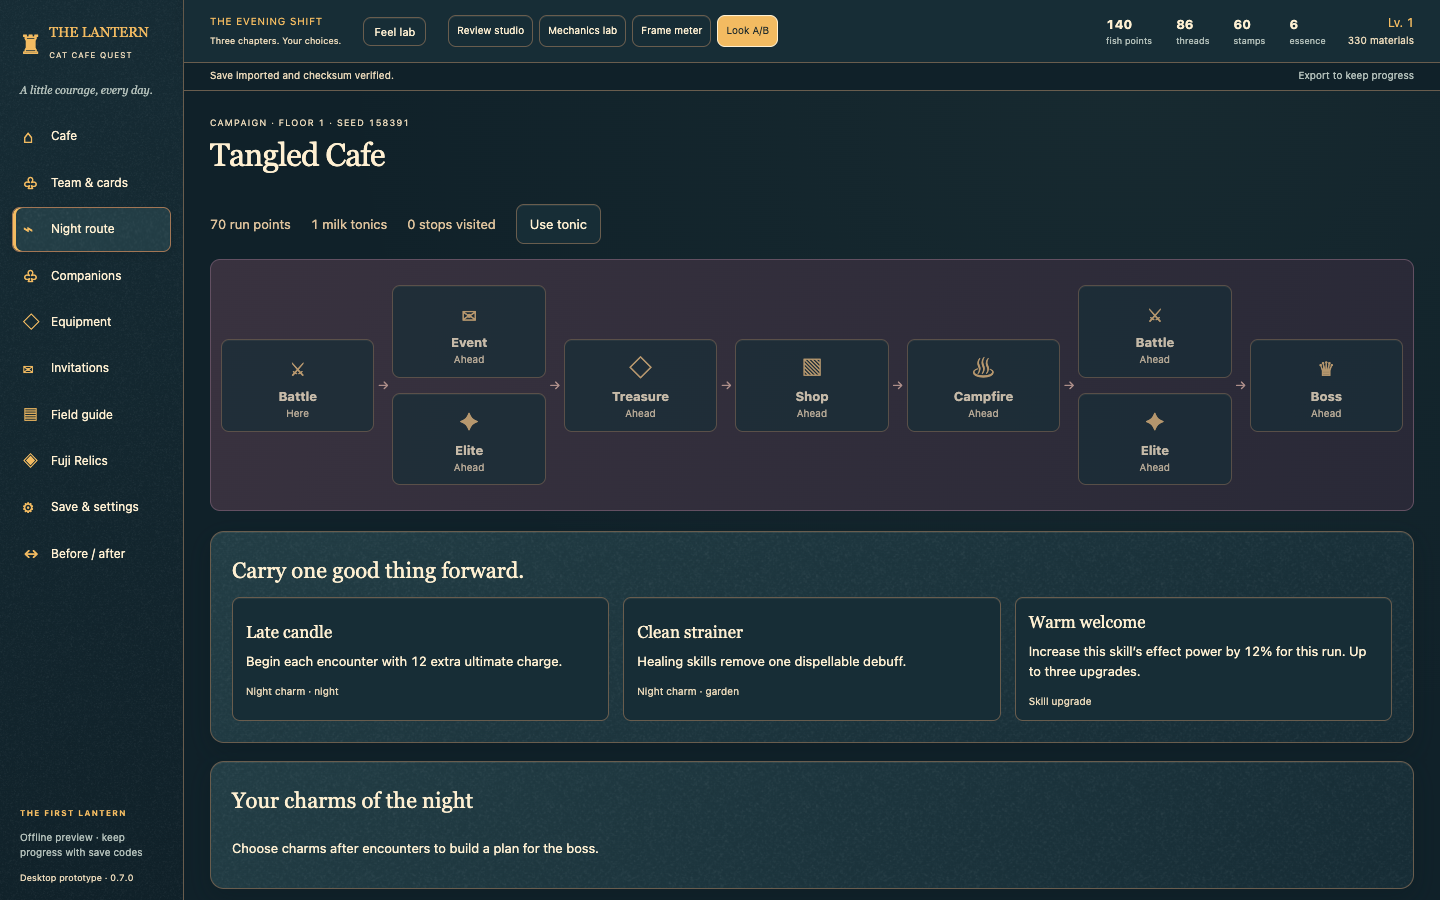 THE LANTERN
CAT CAFE QUEST
A little courage, every day.
Cafe
Team & cards
Night route
Companions
Equipment
Invitations
Field guide
Fuji Relics
Save & settings
Before / after
THE FIRST LANTERN
Offline preview · keep
progress with save codes
Desktop prototype · 0.7.0
THE EVENING SHIFT
Three chapters. Your choices.
Feel lab
Review studio
Mechanics lab
Frame meter
Look A/B
140
fish points
86
threads
60
stamps
6
essence
Lv. 1
330 materials
Save imported and checksum verified.
Export to keep progress
CAMPAIGN · FLOOR 1 · SEED 158391
Tangled Cafe
70 run points
1 milk tonics
0 stops visited
Use tonic
Battle
Here
Event
Ahead
Elite
Ahead
Treasure
Ahead
Shop
Ahead
Campfire
Ahead
Battle
Ahead
Elite
Ahead
Boss
Ahead
Carry one good thing forward.
Late candle
Begin each encounter with 12 extra ultimate charge.
Night charm · night
Clean strainer
Healing skills remove one dispellable debuff.
Night charm · garden
Warm welcome
Increase this skill's effect power by 12% for this run. Up
to three upgrades.
Skill upgrade
Your charms of the night
Choose charms after encounters to build a plan for the boss.